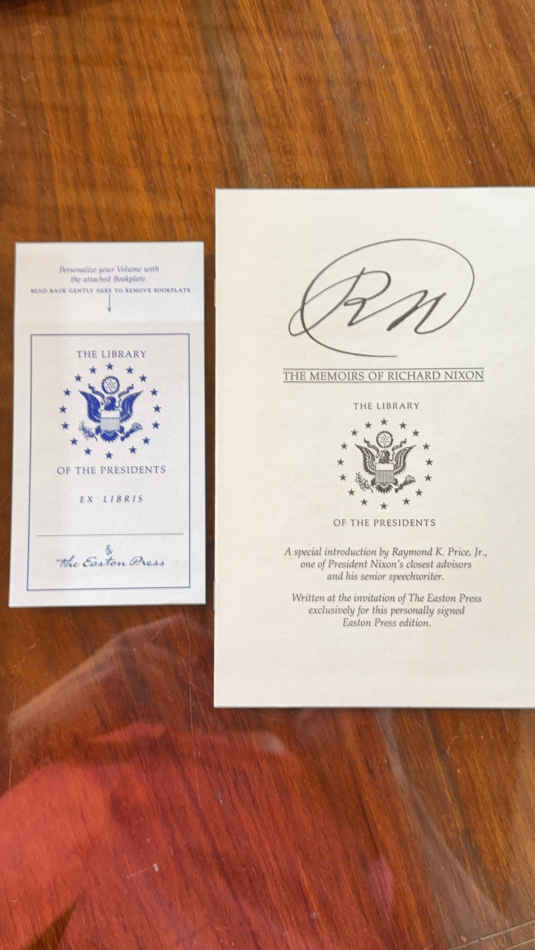 Personalize your Volume with
the attached Bookplate
BEND BACK GENTLY HERE TO REMOVE BOOKPLATE
THE LIBRARY
OF THE PRESIDENTS
EX LIBRIS
The Easton Press
RN
THE MEMOIRS OF RICHARD NIXON
THE LIBRARY
OF THE PRESIDENTS
A special introduction by Raymond K. Price, Jr.,
one of President Nixon's closest advisors
and his senior speechwriter.
Written at the invitation of The Easton Press
exclusively for this personally signed
Easton Press edition.